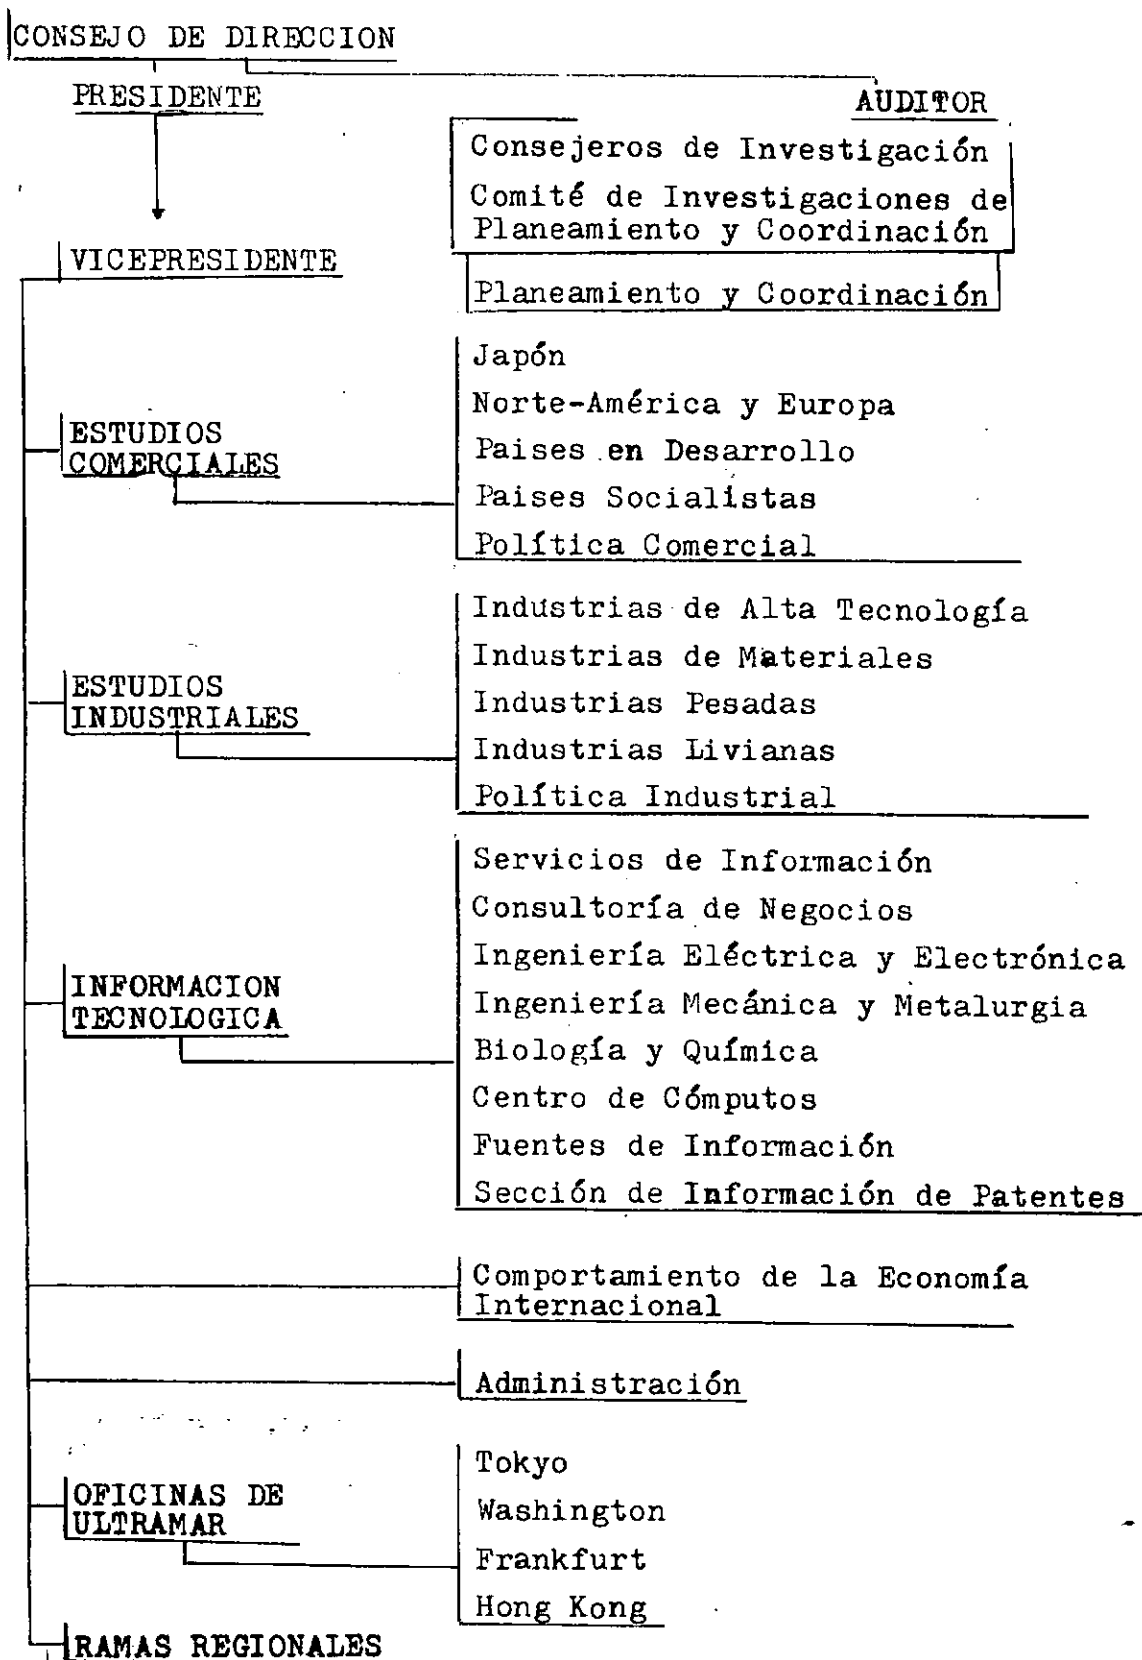 CONSEJO DE DIRECCION
PRESIDENTE
AUDITOR
Consejeros de Investigación
Comité de Investigaciones de
Planeamiento y Coordinación
VICEPRESIDENTE
Planeamiento y Coordinación
Japón
Norte-América y Europa
ESTUDIOS
COMERCIALES
Paises en Desarrollo
Paises Socialistas
Política Comercial
Industrias de Alta Tecnología
Industrias de Materiales
ESTUDIOS
INDUSTRIALES
Industrias Pesadas
Industrias Livianas
Política Industrial
Servicios de Información
Consultoría de Negocios
Ingeniería Eléctrica y Electrónica
INFORMACION
TECNOLOGICA
Ingeniería Mecánica y Metalurgia
Biología y Química
Centro de Cómputos
Fuentes de Información
Sección de Información de Patentes
Comportamiento de la Economía
Internacional
Administración
Tokyo
OFICINAS DE
ULTRAMAR
Washington
Frankfurt
Hong Kong
RAMAS REGIONALES